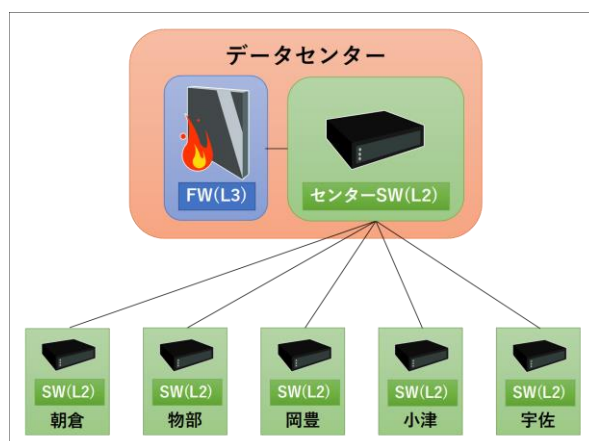 データセンター
FW(L3)
センターSW(L2)
SW(L2)
朝倉
SW(L2)
物部
SW(L2)
岡豊
SW(L2)
小津
SW(L2)
宇佐